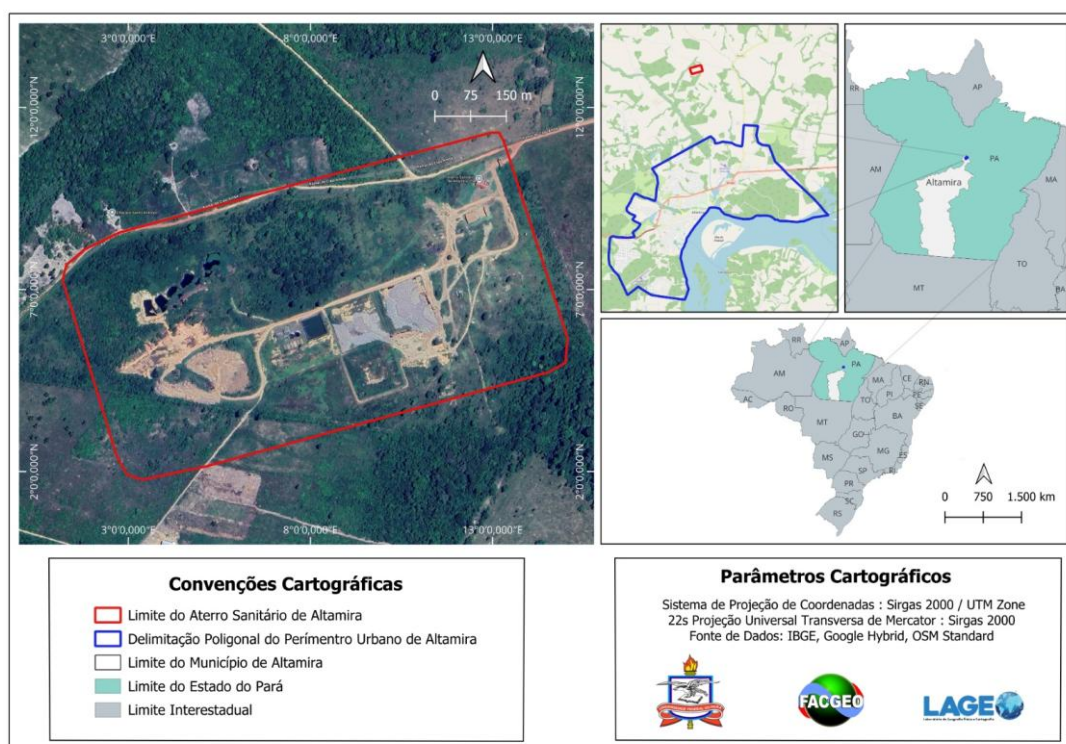 3°0'0,000"E
8°0'0,000"E
13°0'0,000"E
12°0'0,000"N
7°0'0,000"N
2°0'0,000"N
0 75 150 m
12°0'0,000"N
7°0'0,000"N
2°0'0,000"N
3°0'0,000"E
8°0'0,000"E
13°0'0,000"E
RR
AP
AM
PA
Altamira
MA
MT
TO
BA
RR
AP
AM
PA
MA
CE
RN
PI
PE
AC
TO
SE
RO
BA
MT
GO
MG
MS
ES
SP
RJ
PR
SC
RS
0 750 1.500 km
Convenções Cartográficas
Limite do Aterro Sanitário de Altamira
Delimitação Poligonal do Perímentro Urbano de Altamira
Limite do Município de Altamira
Limite do Estado do Pará
Limite Interestadual
Parâmetros Cartográficos
Sistema de Projeção de Coordenadas : Sirgas 2000 / UTM Zone
22s Projeção Universal Transversa de Mercator : Sirgas 2000
Fonte de Dados: IBGE, Google Hybrid, OSM Standard
FACGEO
LAGE